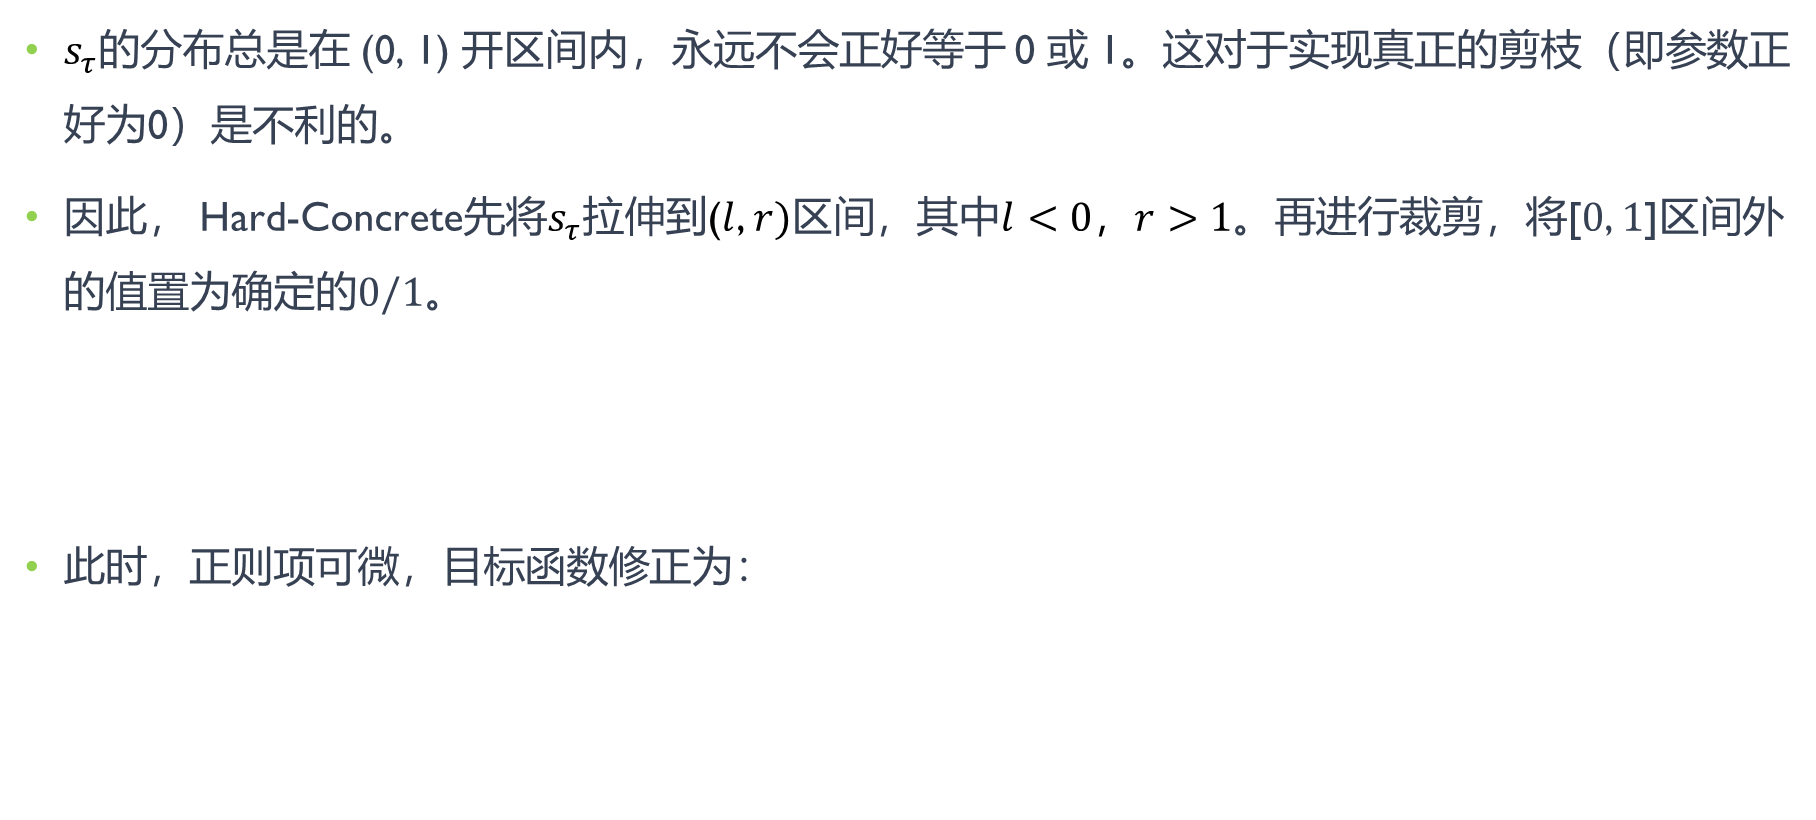 • s_τ的分布总是在 (0, 1) 开区间内，永远不会正好等于 0 或 1。这对于实现真正的剪枝（即参数正
好为0）是不利的。
• 因此， Hard-Concrete先将s_τ拉伸到(l, r)区间，其中l < 0，r > 1。再进行裁剪，将[0, 1]区间外
的值置为确定的0/1。
• 此时，正则项可微，目标函数修正为：